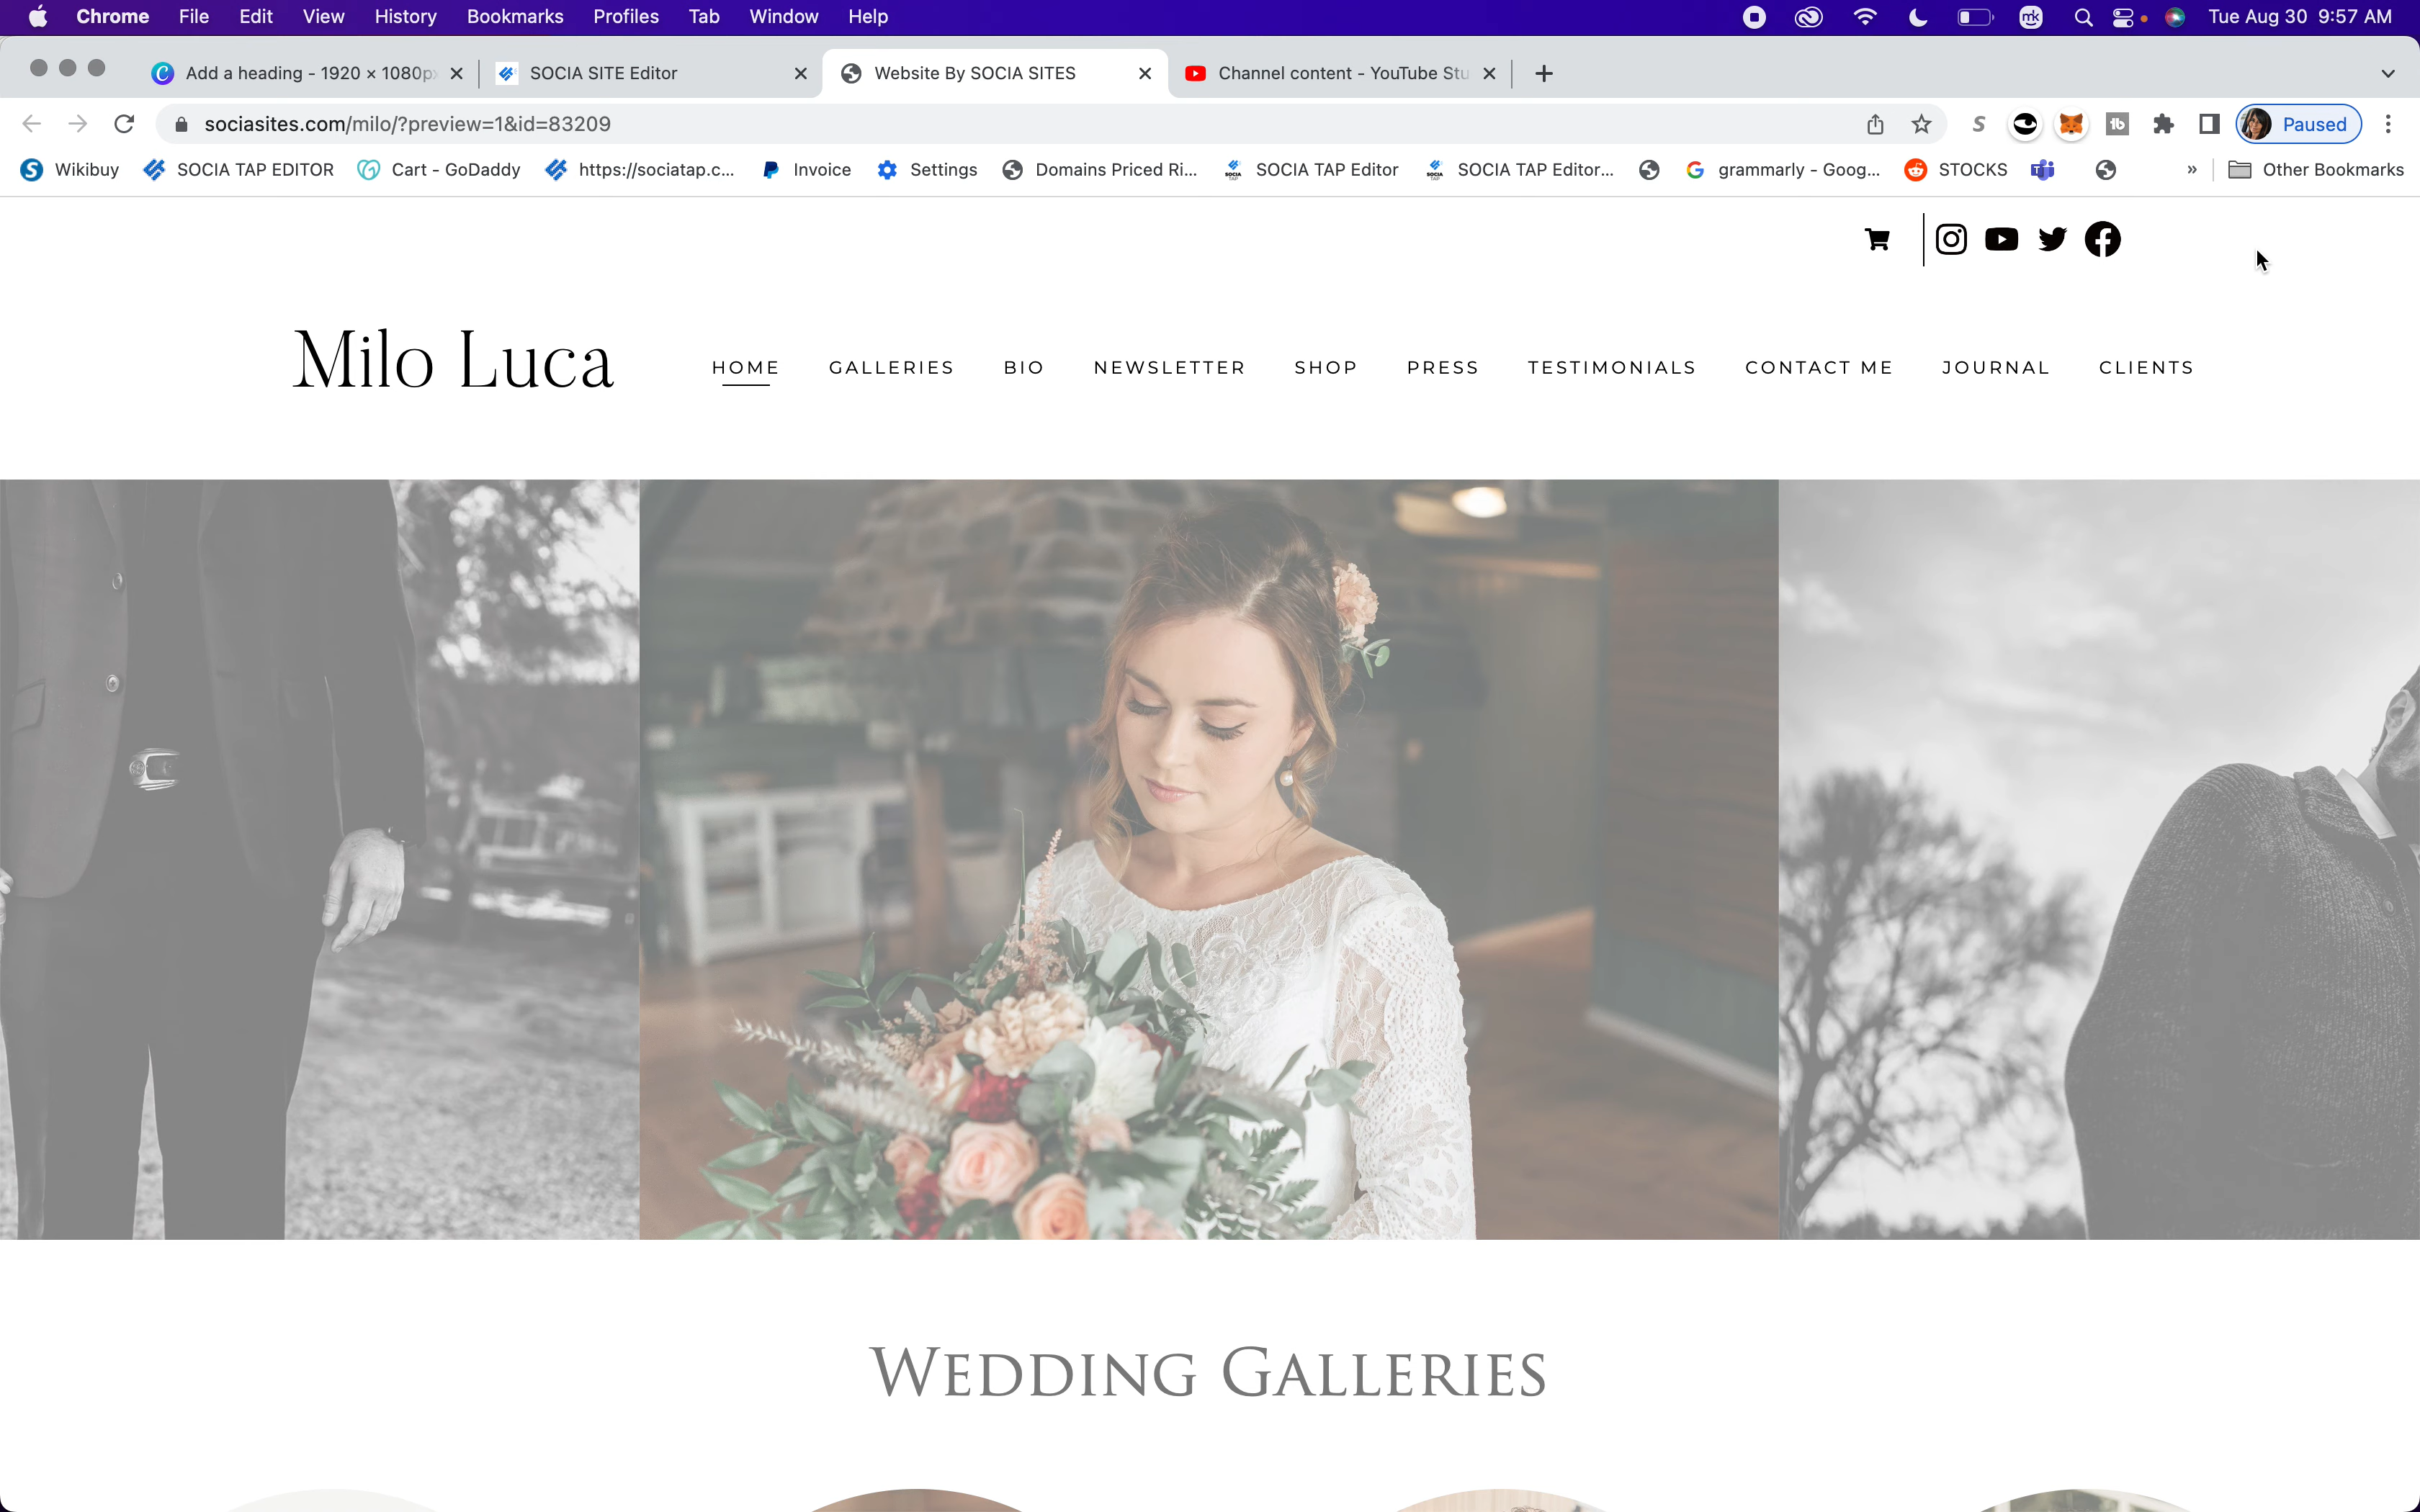 Chrome File Edit View History Bookmarks Profiles Tab Window Help mk Tue Aug 30 9:57 AM
Add a heading - 1920 × 1080p SOCIA SITE Editor Website By SOCIA SITES Channel content - YouTube Stu
sociasites.com/milo/?preview=1&id=83209 S tb Paused
Wikibuy SOCIA TAP EDITOR Cart - GoDaddy https://sociatap.c... Invoice Settings Domains Priced Ri... SOCIA TAP Editor SOCIA TAP Editor... grammarly - Goog... STOCKS » Other Bookmarks
Milo Luca HOME GALLERIES BIO NEWSLETTER SHOP PRESS TESTIMONIALS CONTACT ME JOURNAL CLIENTS
WEDDING GALLERIES